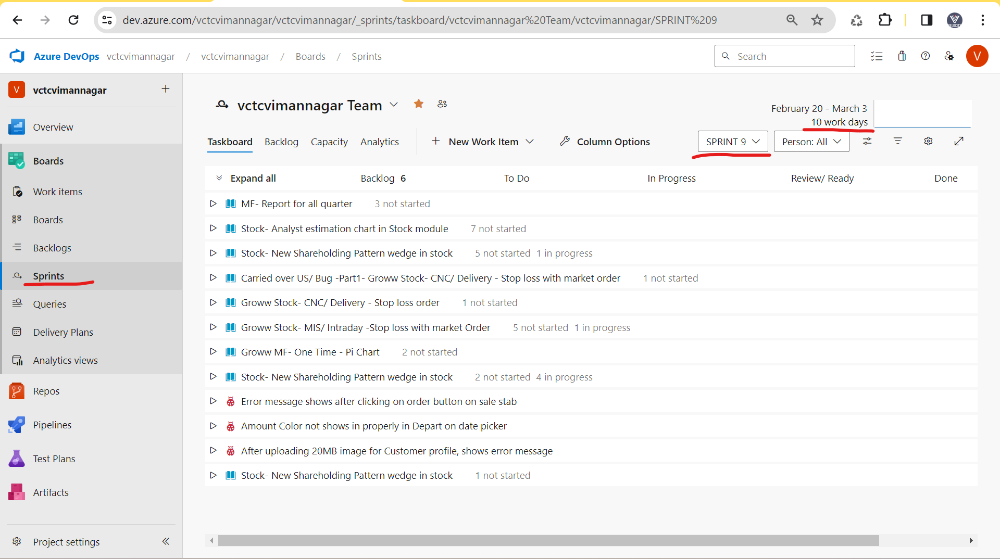 dev.azure.com/vctcvimannagar/vctcvimannagar/_sprints/taskboard/vctcvimannagar%20Team/vctcvimannagar/SPRINT%209
Azure DevOps vctcvimannagar / vctcvimannagar / Boards / Sprints Search V
V vctcvimannagar
Overview
Boards
Work items
Boards
Backlogs
Sprints
Queries
Delivery Plans
Analytics views
Repos
Pipelines
Test Plans
Artifacts
Project settings
vctcvimannagar Team
February 20 - March 3
10 work days
Taskboard Backlog Capacity Analytics New Work Item Column Options SPRINT 9 Person: All
Expand all Backlog 6 To Do In Progress Review/ Ready Done
MF- Report for all quarter 3 not started
Stock- Analyst estimation chart in Stock module 7 not started
Stock- New Shareholding Pattern wedge in stock 5 not started 1 in progress
Carried over US/ Bug -Part1- Groww Stock- CNC/ Delivery - Stop loss with market order 1 not started
Groww Stock- CNC/ Delivery - Stop loss order 1 not started
Groww Stock- MIS/ Intraday -Stop loss with market Order 5 not started 1 in progress
Groww MF- One Time - Pi Chart 2 not started
Stock- New Shareholding Pattern wedge in stock 2 not started 4 in progress
Error message shows after clicking on order button on sale stab
Amount Color not shows in properly in Depart on date picker
After uploading 20MB image for Customer profile, shows error message
Stock- New Shareholding Pattern wedge in stock 1 not started